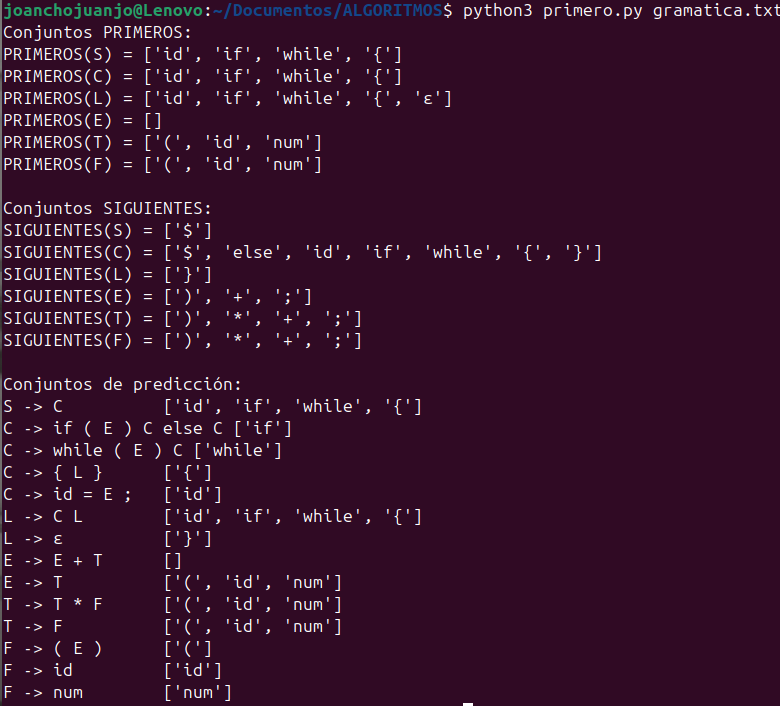 joanchojuanjo@Lenovo:~/Documentos/ALGORITMOS$ python3 primero.py gramatica.txt
Conjuntos PRIMEROS:
PRIMEROS(S) = ['id', 'if', 'while', '{']
PRIMEROS(C) = ['id', 'if', 'while', '{']
PRIMEROS(L) = ['id', 'if', 'while', '{', 'ε']
PRIMEROS(E) = []
PRIMEROS(T) = ['(', 'id', 'num']
PRIMEROS(F) = ['(', 'id', 'num']

Conjuntos SIGUIENTES:
SIGUIENTES(S) = ['$']
SIGUIENTES(C) = ['$', 'else', 'id', 'if', 'while', '{', '}']
SIGUIENTES(L) = ['}']
SIGUIENTES(E) = [')', '+', ';']
SIGUIENTES(T) = [')', '*', '+', ';']
SIGUIENTES(F) = [')', '*', '+', ';']

Conjuntos de predicción:
S -> C          ['id', 'if', 'while', '{']
C -> if ( E ) C else C ['if']
C -> while ( E ) C ['while']
C -> { L }      ['{']
C -> id = E ;   ['id']
L -> C L        ['id', 'if', 'while', '{']
L -> ε          ['}']
E -> E + T      []
E -> T          ['(', 'id', 'num']
T -> T * F      ['(', 'id', 'num']
T -> F          ['(', 'id', 'num']
F -> ( E )      ['(']
F -> id         ['id']
F -> num        ['num']